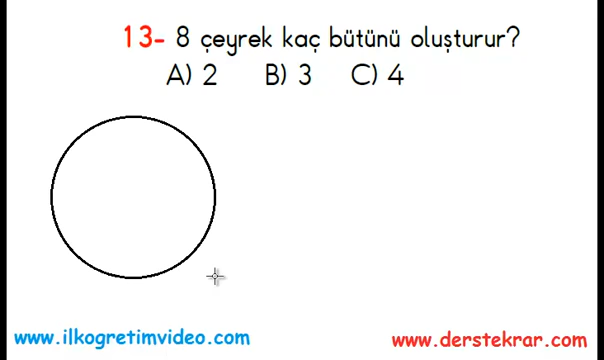 13- 8 çeyrek kaç bütünü oluşturur?
A) 2 B) 3 C) 4
www.ilkogretimvideo.com www.derstekrar.com